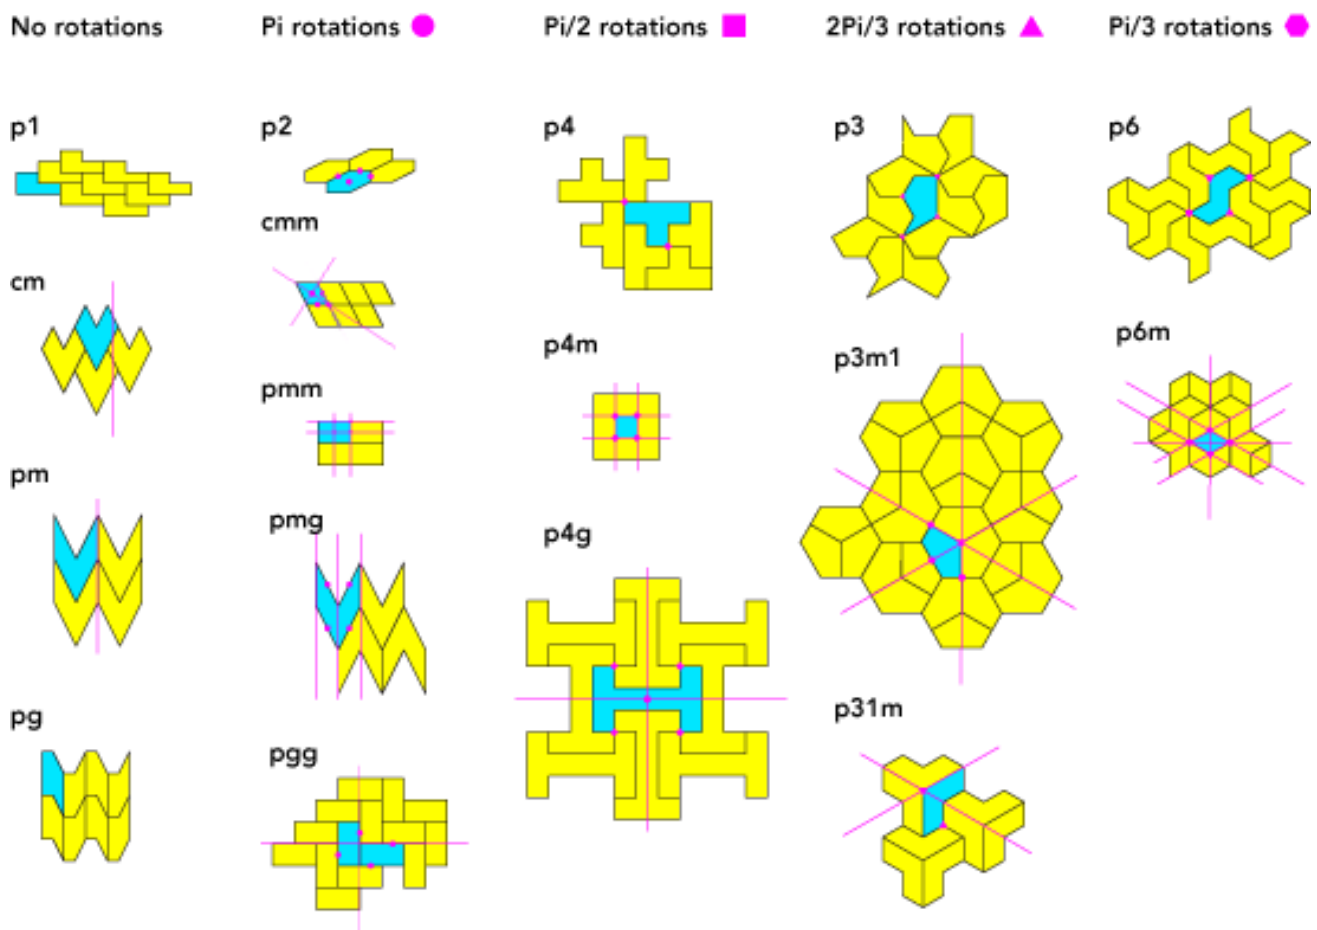 No rotations
Pi rotations
Pi/2 rotations
2Pi/3 rotations
Pi/3 rotations
p1
p2
p4
p3
p6
cmm
cm
p4m
p3m1
p6m
pmm
pm
pmg
p4g
pg
p31m
pgg